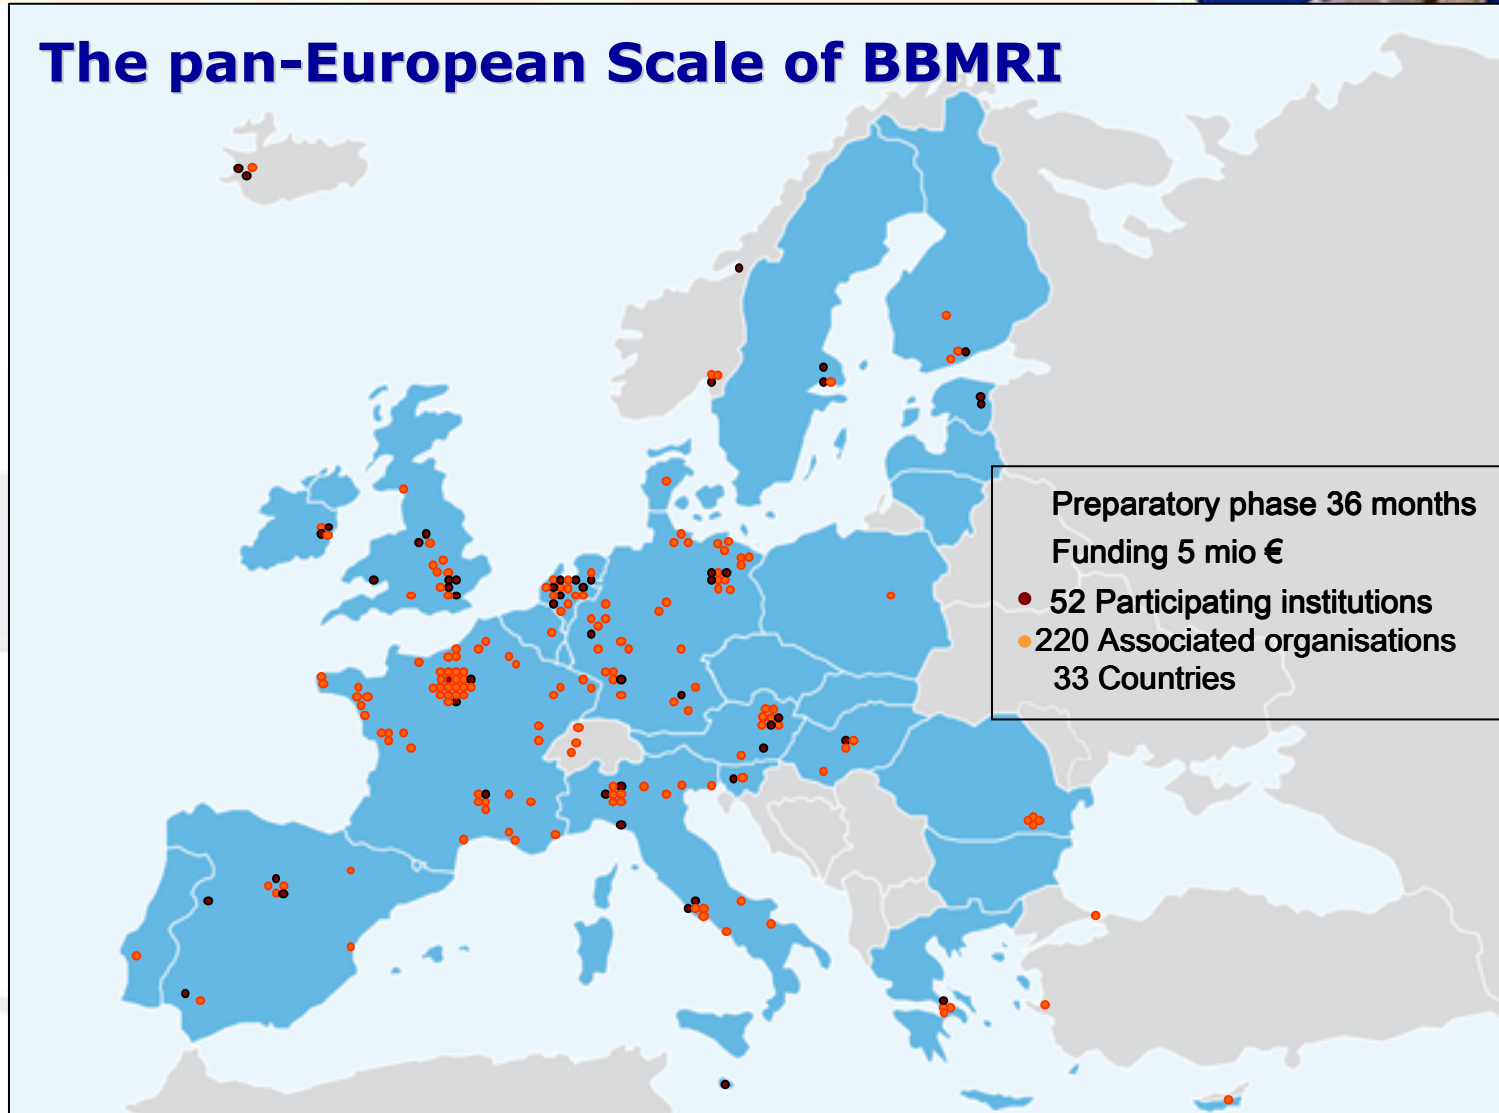 The pan-European Scale of BBMRI
Preparatory phase 36 months
Funding 5 mio €
52 Participating institutions
220 Associated organisations
33 Countries